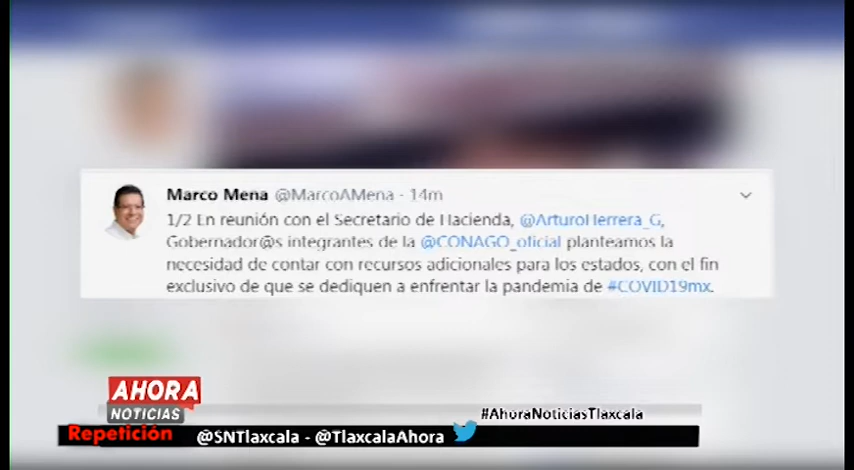 Marco Mena @MarcoAMena · 14m
1/2 En reunión con el Secretario de Hacienda, @ArturoHerrera_G,
Gobernador@s integrantes de la @CONAGO_oficial planteamos la
necesidad de contar con recursos adicionales para los estados, con el fin
exclusivo de que se dediquen a enfrentar la pandemia de #COVID19mx.
AHORA
NOTICIAS
#AhoraNoticiasTlaxcala
Repetición
@SNTlaxcala - @TlaxcalaAhora